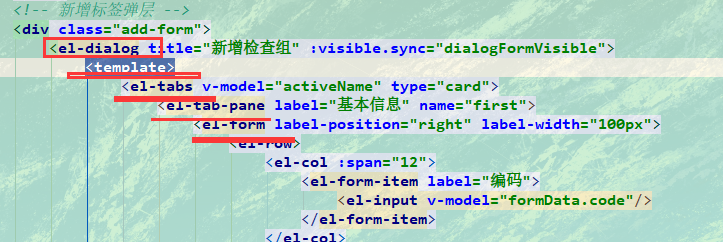 <!-- 新增标签弹层 -->
<div class="add-form">
<el-dialog title="新增检查组" :visible.sync="dialogFormVisible">
<template>
<el-tabs v-model="activeName" type="card">
<el-tab-pane label="基本信息" name="first">
<el-form label-position="right" label-width="100px">
<el-row>
<el-col :span="12">
<el-form-item label="编码">
<el-input v-model="formData.code"/>
</el-form-item>
</el-col>